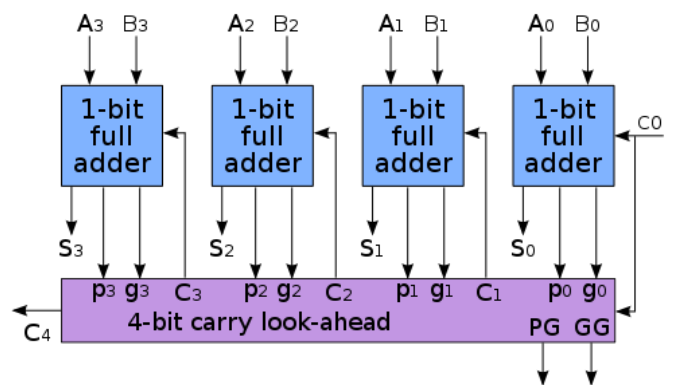 A3 B3 A2 B2 A1 B1 A0 B0
1-bit full adder
1-bit full adder
1-bit full adder
1-bit full adder
C0
S3 S2 S1 S0
p3 g3 C3 p2 g2 C2 p1 g1 C1 p0 g0
4-bit carry look-ahead
PG GG
C4